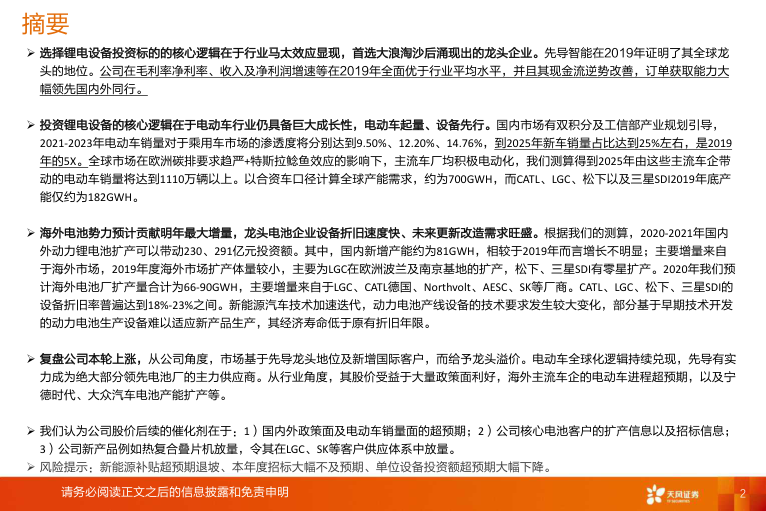 摘要
➢ 选择锂电设备投资标的的核心逻辑在于行业马太效应显现，首选大浪淘沙后涌现出的龙头企业。先导智能在2019年证明了其全球龙
头的地位。公司在毛利率净利率、收入及净利润增速等在2019年全面优于行业平均水平，并且其现金流逆势改善，订单获取能力大
幅领先国内外同行。
➢ 投资锂电设备的核心逻辑在于电动车行业仍具备巨大成长性，电动车起量、设备先行。国内市场有双积分及工信部产业规划引导，
2021-2023年电动车销量对于乘用车市场的渗透度将分别达到9.50%、12.20%、14.76%，到2025年新车销量占比达到25%左右，是2019
年的5X。全球市场在欧洲碳排要求趋严+特斯拉鲶鱼效应的影响下，主流车厂均积极电动化，我们测算得到2025年由这些主流车企带
动的电动车销量将达到1110万辆以上。以合资车口径计算全球产能需求，约为700GWH，而CATL、LGC、松下以及三星SDI2019年底产
能仅约为182GWH。
➢ 海外电池势力预计贡献明年最大增量，龙头电池企业设备折旧速度快、未来更新改造需求旺盛。根据我们的测算，2020-2021年国内
外动力锂电池扩产可以带动230、291亿元投资额。其中，国内新增产能约为81GWH，相较于2019年而言增长不明显；主要增量来自
于海外市场，2019年度海外市场扩产体量较小，主要为LGC在欧洲波兰及南京基地的扩产，松下、三星SDI有零星扩产。2020年我们预
计海外电池厂扩产量合计为66-90GWH，主要增量来自于LGC、CATL德国、Northvolt、AESC、SK等厂商。CATL、LGC、松下、三星SDI的
设备折旧率普遍达到18%-23%之间。新能源汽车技术加速迭代，动力电池产线设备的技术要求发生较大变化，部分基于早期技术开发
的动力电池生产设备难以适应新产品生产，其经济寿命低于原有折旧年限。
➢ 复盘公司本轮上涨，从公司角度，市场基于先导龙头地位及新增国际客户，而给予龙头溢价。电动车全球化逻辑持续兑现，先导有实
力成为绝大部分领先电池厂的主力供应商。从行业角度，其股价受益于大量政策面利好，海外主流车企的电动车进程超预期，以及宁
德时代、大众汽车电池产能扩产等。
➢ 我们认为公司股价后续的催化剂在于：1）国内外政策面及电动车销量面的超预期；2）公司核心电池客户的扩产信息以及招标信息；
3）公司新产品例如热复合叠片机放量，令其在LGC、SK等客户供应体系中放量。
➢ 风险提示：新能源补贴超预期退坡、本年度招标大幅不及预期、单位设备投资额超预期大幅下降。
请务必阅读正文之后的信息披露和免责申明
天风证券
TF SECURITIES
2